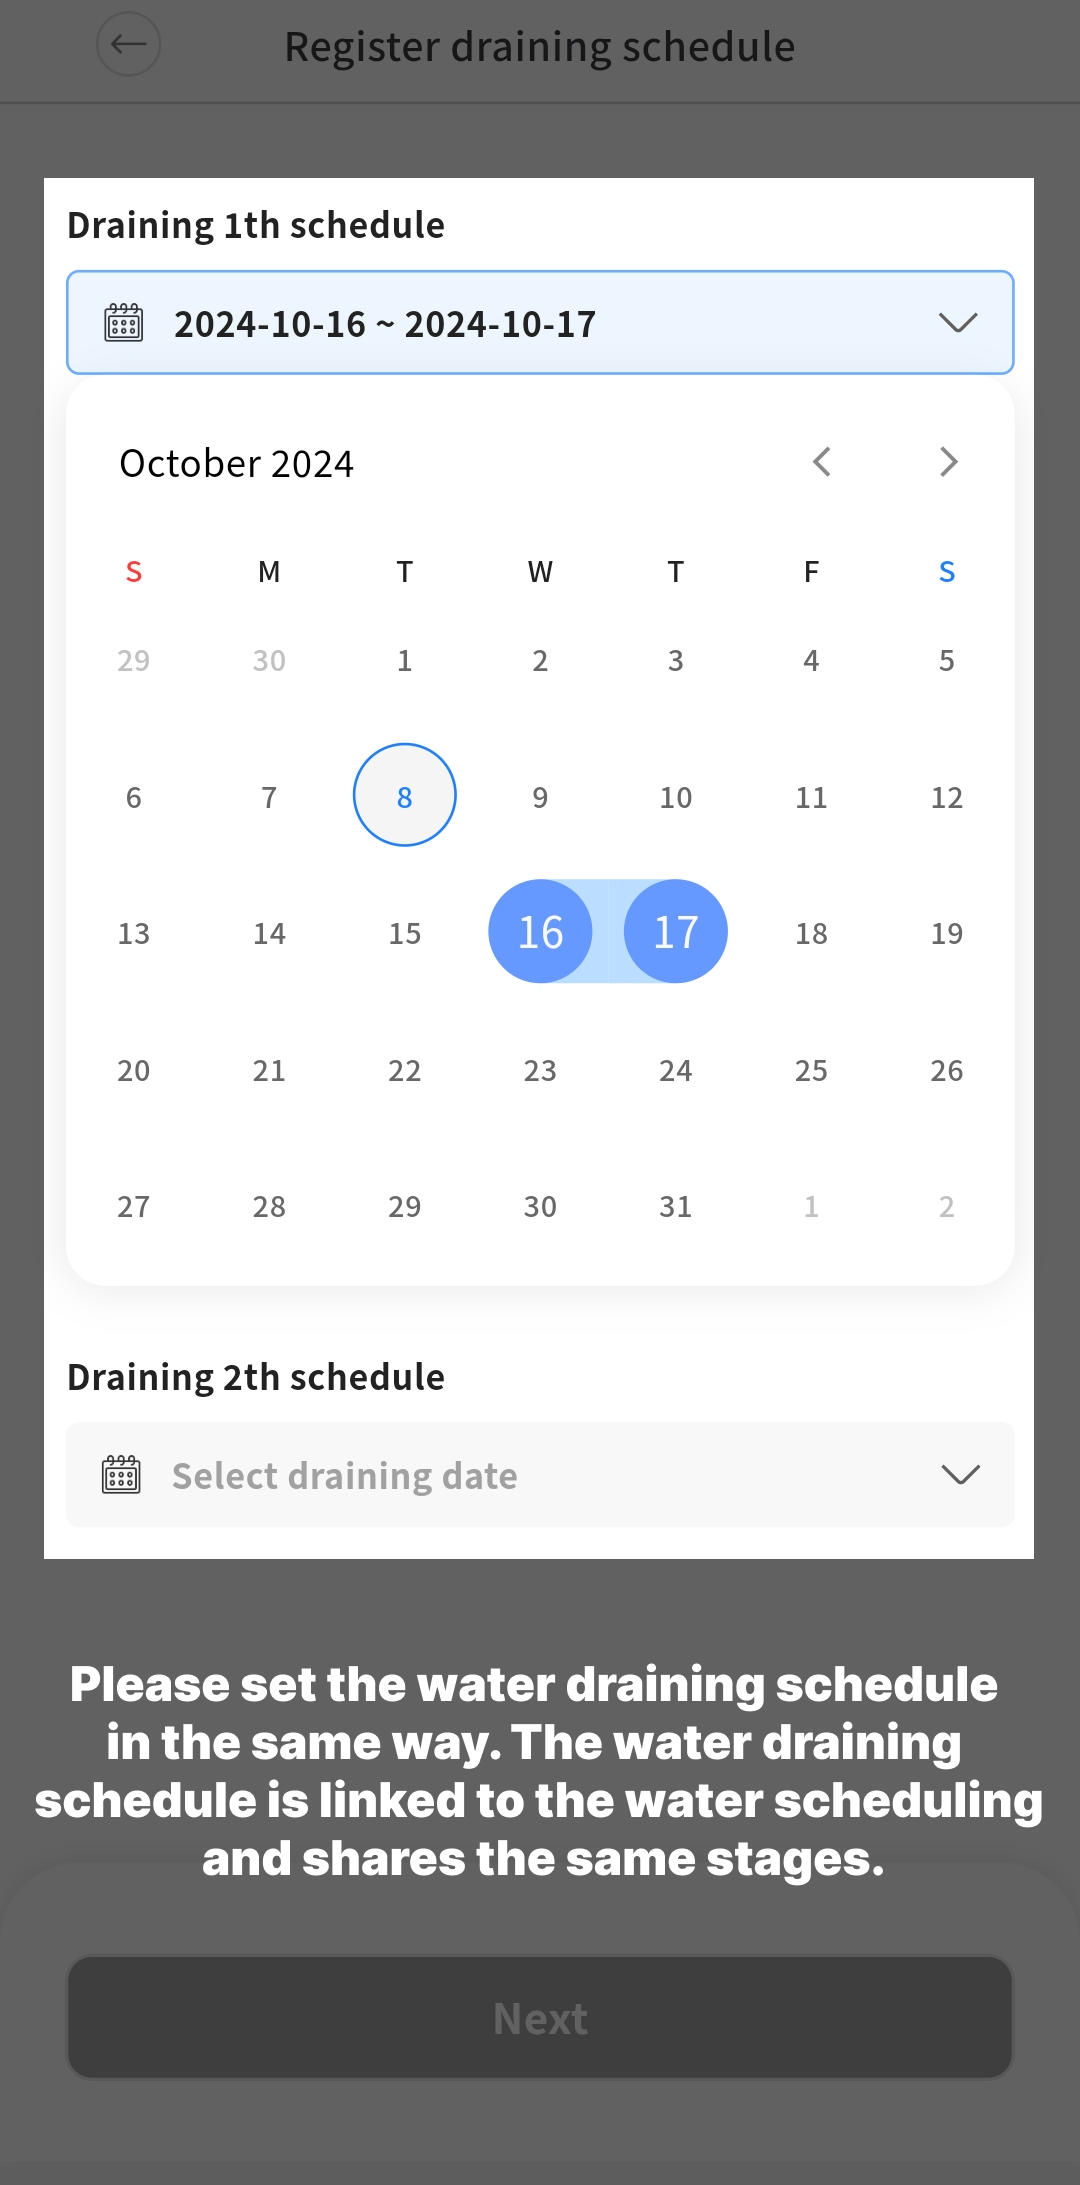 Register draining schedule
Draining 1th schedule
2024-10-16 ~ 2024-10-17
October 2024
S M T W T F S
29 30 1 2 3 4 5
6 7 8 9 10 11 12
13 14 15 16 17 18 19
20 21 22 23 24 25 26
27 28 29 30 31 1 2
Draining 2th schedule
Select draining date
Please set the water draining schedule
in the same way. The water draining
schedule is linked to the water scheduling
and shares the same stages.
Next